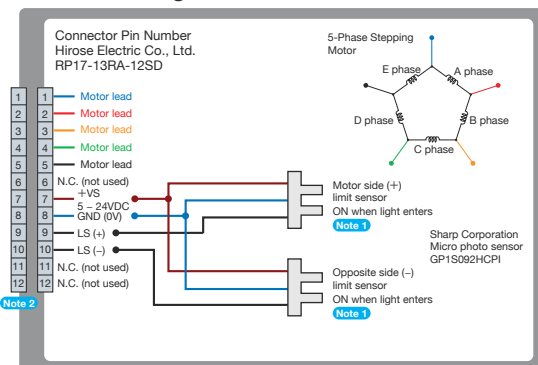 Connector Pin Number
Hirose Electric Co., Ltd.
RP17-13RA-12SD
1 1 Motor lead
2 2 Motor lead
3 3 Motor lead
4 4 Motor lead
5 5 Motor lead
6 6 N.C. (not used)
7 7 +VS
5 – 24VDC
8 8 GND (0V)
9 9 LS (+)
10 10 LS (–)
11 11 N.C. (not used)
12 12 N.C. (not used)
Note 2
5-Phase Stepping
Motor
E phase
A phase
D phase
B phase
C phase
Motor side (+)
limit sensor
ON when light enters
Note 1
Sharp Corporation
Micro photo sensor
GP1S092HCPI
Opposite side (–)
limit sensor
ON when light enters
Note 1